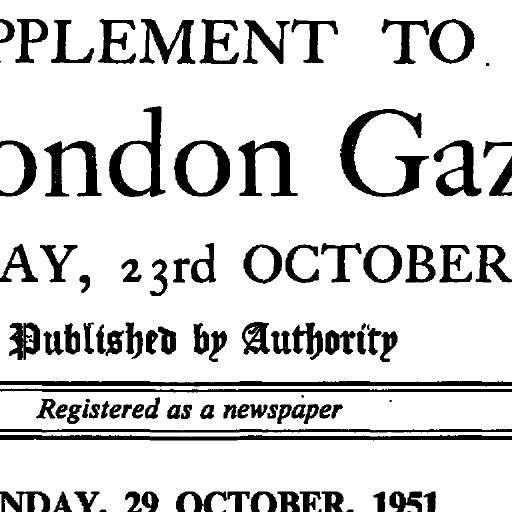 PPLEMENT TO
ondon Gaz
AY, 23rd OCTOBER
Published by Authority
Registered as a newspaper
NDAY, 29 OCTOBER, 1951